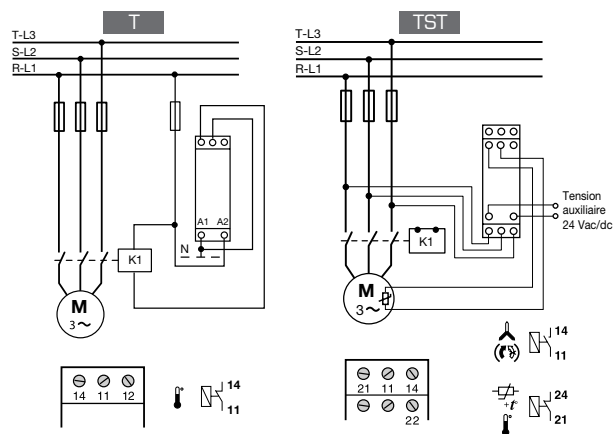 T
TST
T-L3
S-L2
R-L1
T-L3
S-L2
R-L1
A1 A2
N
K1
M
3~
K1
M
3~
Tension
auxiliaire
24 Vac/dc
14 11 12
14
11
21 11 14
22
14
11
+t°
24
21